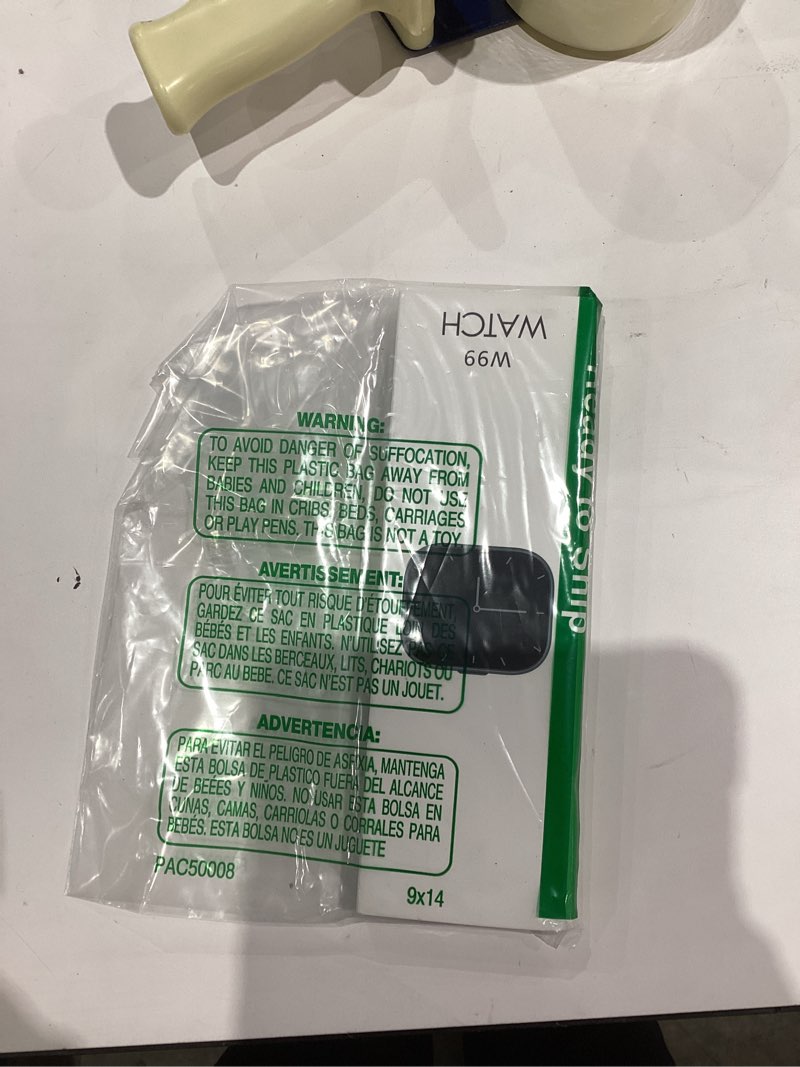 WATCH
W99
Ready to Ship
WARNING:
TO AVOID DANGER OF SUFFOCATION,
KEEP THIS PLASTIC BAG AWAY FROM
BABIES AND CHILDREN. DO NOT USE
THIS BAG IN CRIBS, BEDS, CARRIAGES
OR PLAY PENS. THIS BAG IS NOT A TOY.
AVERTISSEMENT:
POUR ÉVITER TOUT RISQUE D'ÉTOUFFEMENT
GARDEZ CE SAC EN PLASTIQUE LOIN DES
BÉBÉS ET LES ENFANTS. N'UTILISEZ PAS CE
SAC DANS LES BERCEAUX, LITS, CHARIOTS OU
PARC AU BEBE. CE SAC N'EST PAS UN JOUET.
ADVERTENCIA:
PARA EVITAR EL PELIGRO DE ASFIXIA, MANTENGA
ESTA BOLSA DE PLASTICO FUERA DEL ALCANCE
DE BEBÉS Y NIÑOS. NO USAR ESTA BOLSA EN
CUNAS, CAMAS, CARRIOLAS O CORRALES PARA
BEBÉS. ESTA BOLSA NO ES UN JUGUETE
PAC50008
9x14